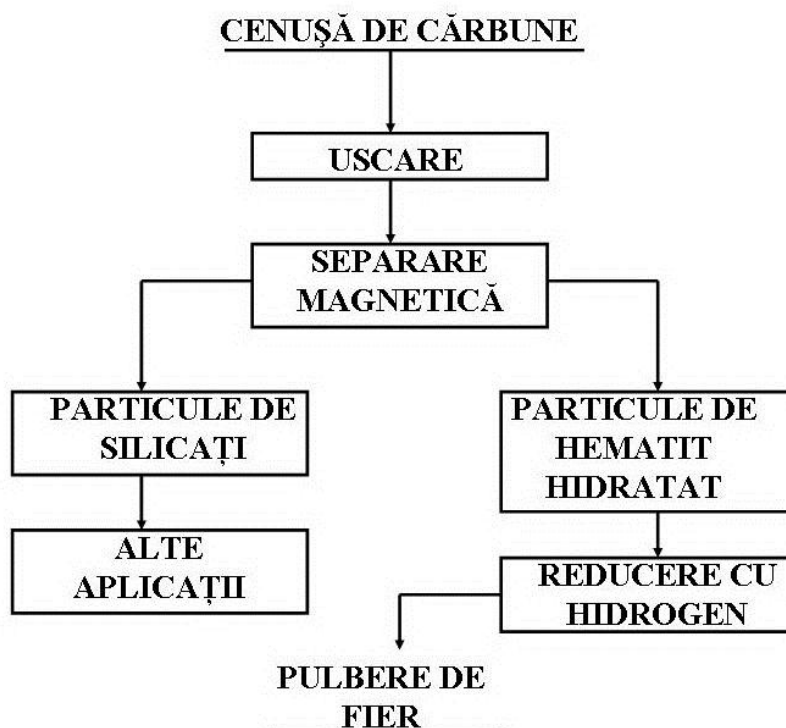 CENUŞĂ DE CĂRBUNE
USCARE
SEPARARE
MAGNETICĂ
PARTICULE DE
SILICAȚI
ALTE
APLICAȚII
PARTICULE DE
HEMATIT
HIDRATAT
REDUCERE CU
HIDROGEN
PULBERE DE
FIER